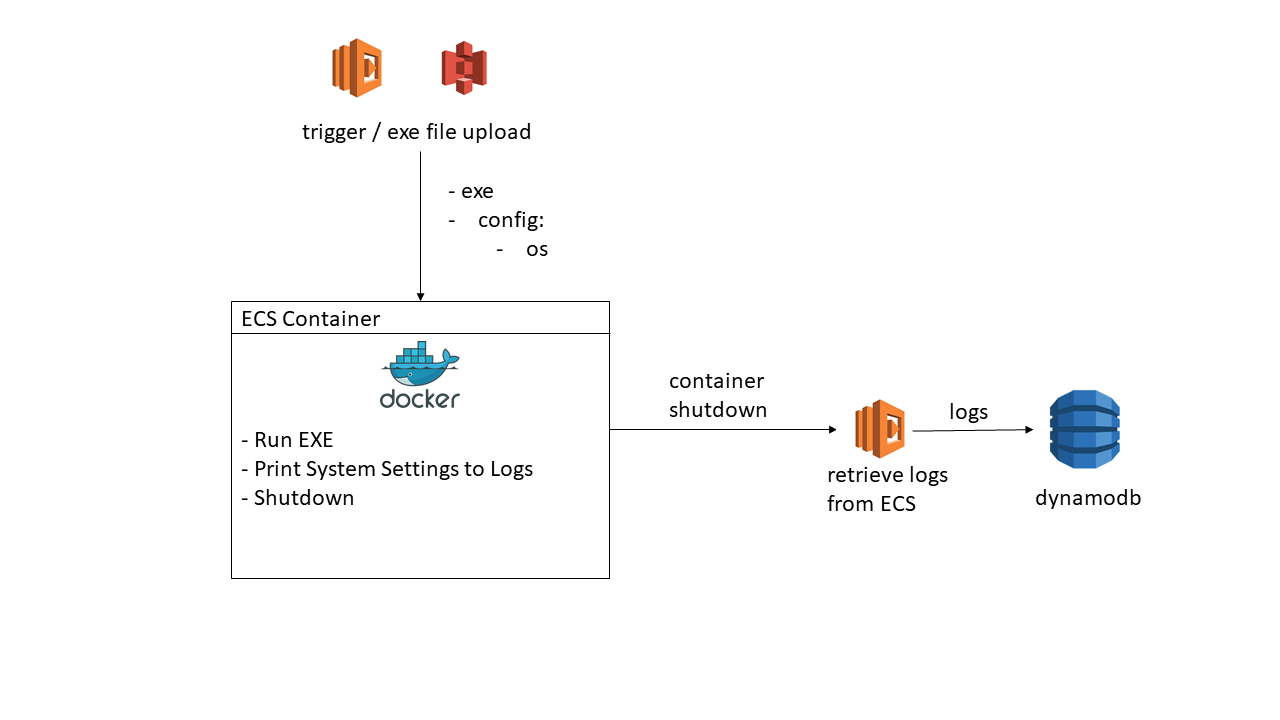 trigger / exe file upload
- exe
- config:
- os
ECS Container
docker
- Run EXE
- Print System Settings to Logs
- Shutdown
container
shutdown
logs
retrieve logs
from ECS
dynamodb